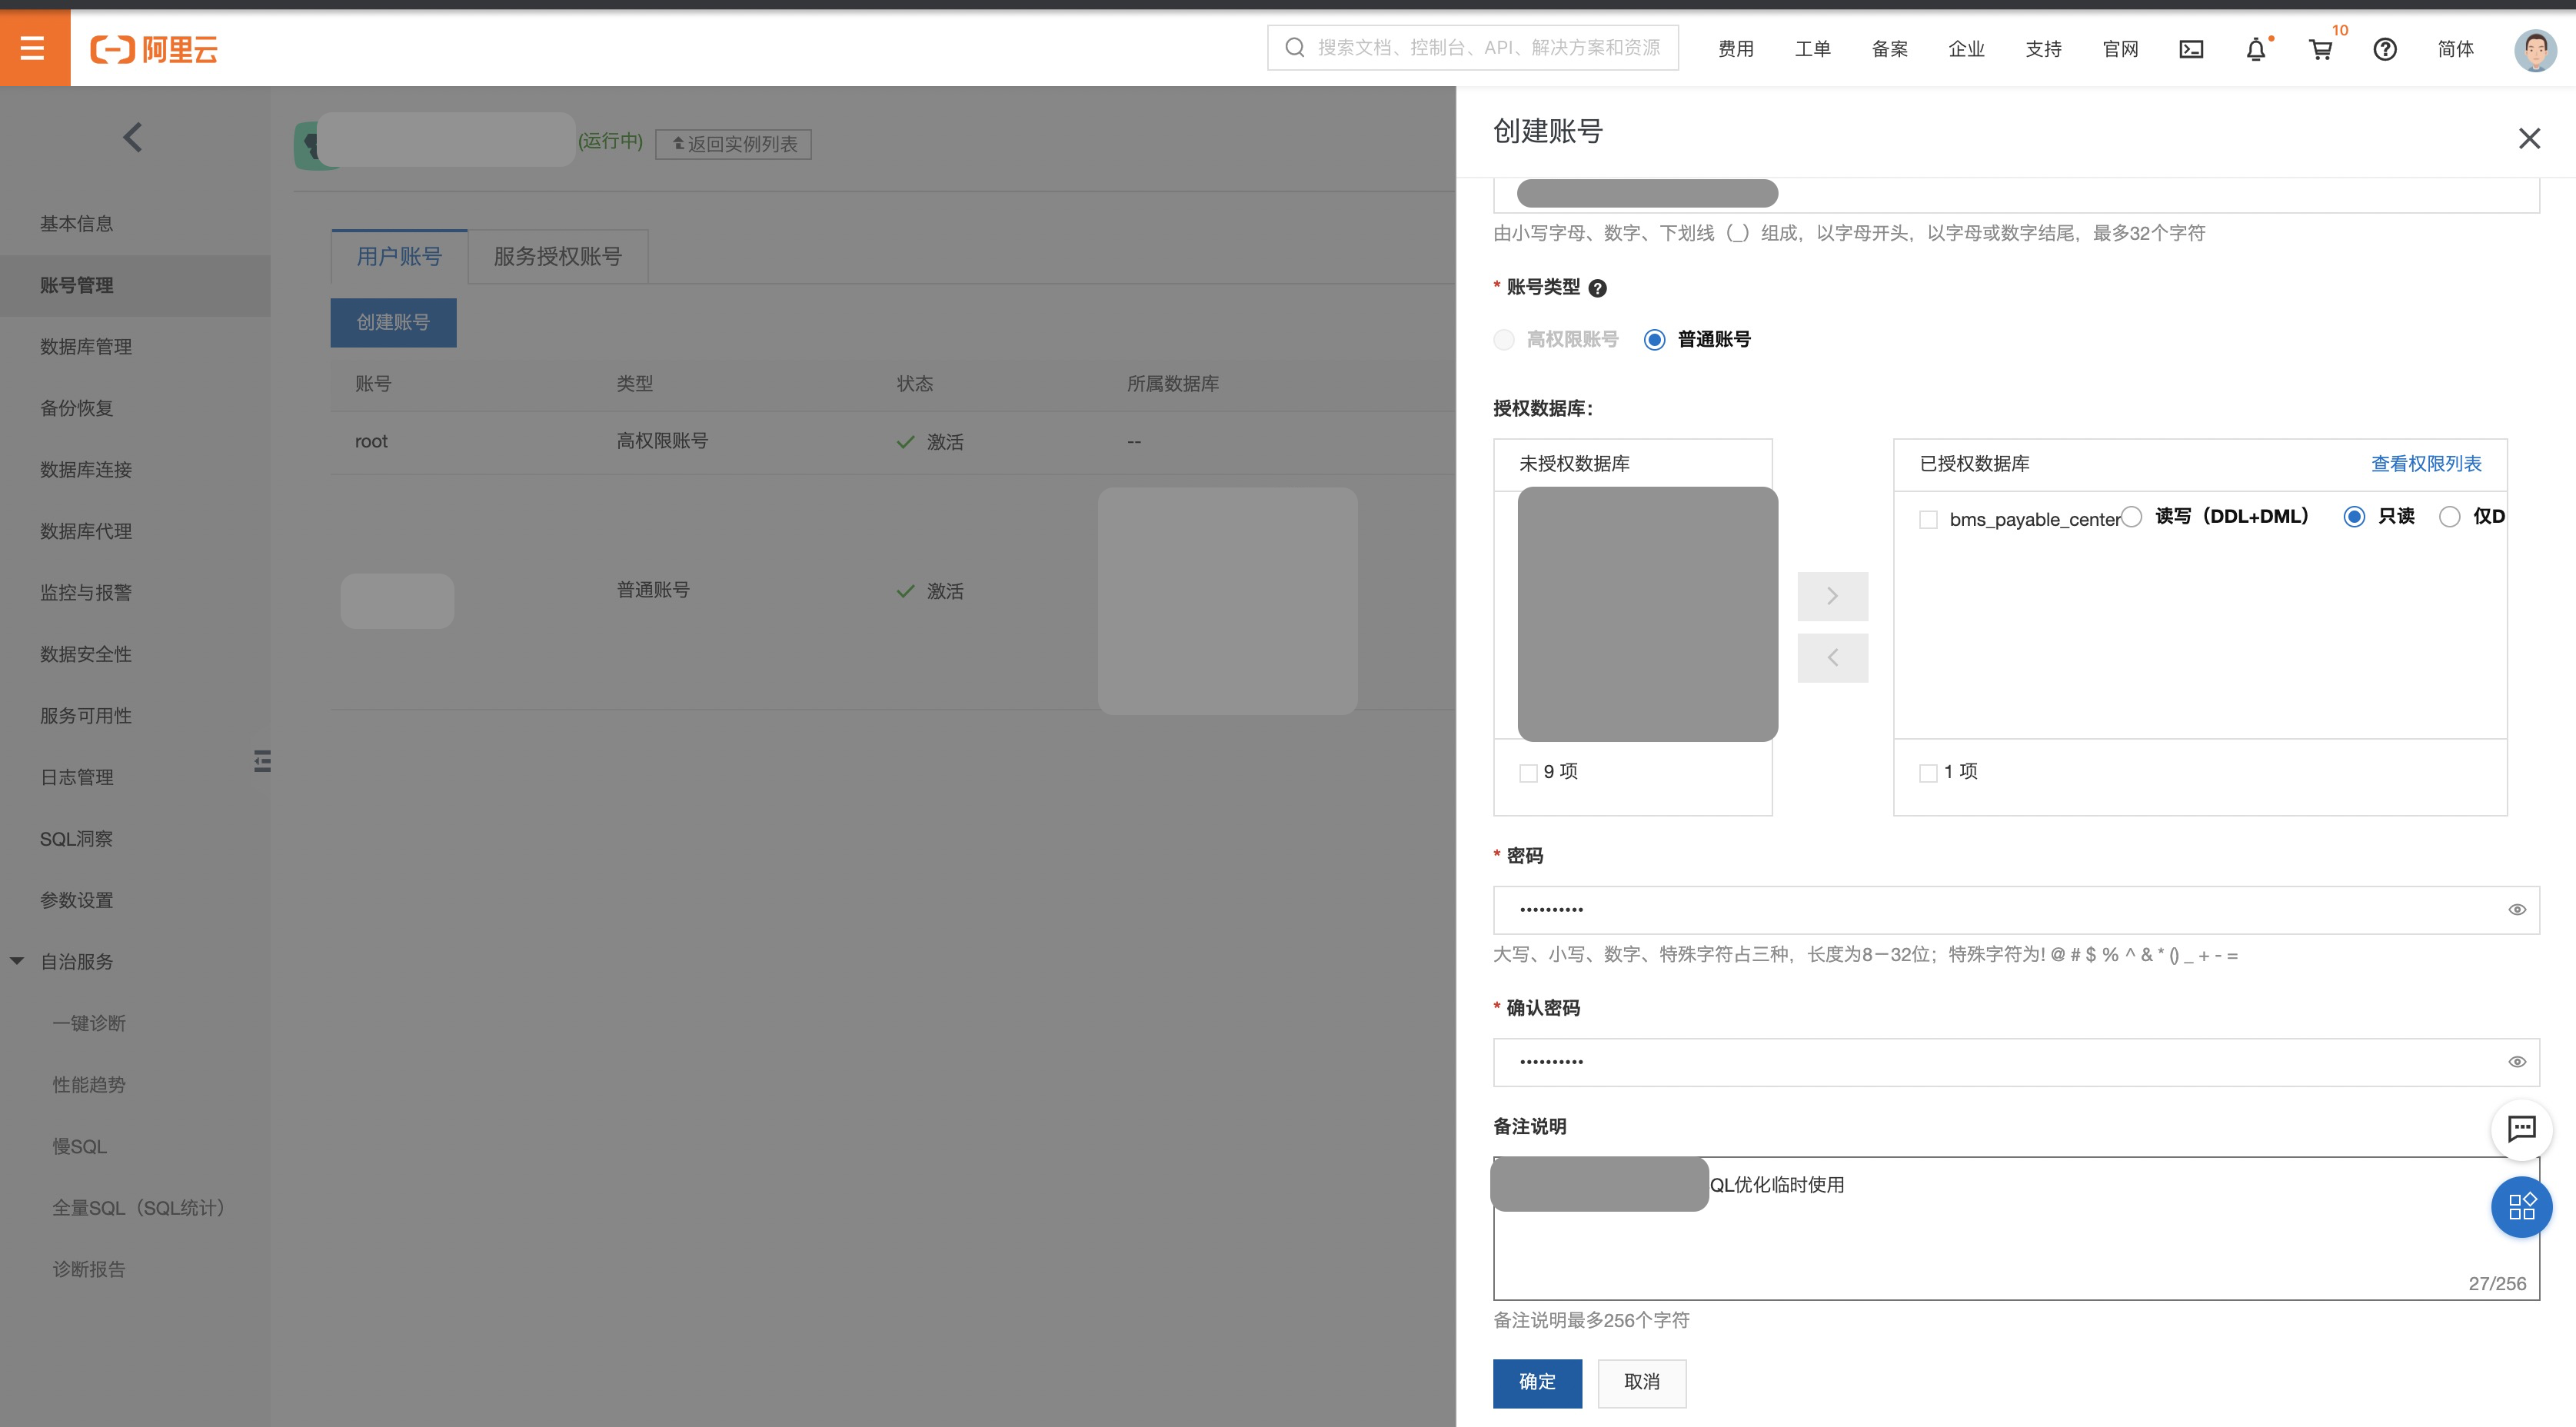 阿里云
搜索文档、控制台、API、解决方案和资源
费用
工单
备案
企业
支持
官网
10
简体
(运行中)
返回实例列表
基本信息
账号管理
数据库管理
备份恢复
数据库连接
数据库代理
监控与报警
数据安全性
服务可用性
日志管理
SQL洞察
参数设置
自治服务
一键诊断
性能趋势
慢SQL
全量SQL（SQL统计）
诊断报告
用户账号
服务授权账号
创建账号
账号 类型 状态 所属数据库
root 高权限账号 激活 --
普通账号 激活
创建账号
由小写字母、数字、下划线（_）组成，以字母开头，以字母或数字结尾，最多32个字符
* 账号类型
高权限账号 普通账号
授权数据库：
未授权数据库
9 项
已授权数据库 查看权限列表
bms_payable_center 读写（DDL+DML） 只读 仅D
1 项
* 密码
••••••••••
大写、小写、数字、特殊字符占三种，长度为8－32位；特殊字符为! @ # $ % ^ & * () _ + - =
* 确认密码
••••••••••
备注说明
QL优化临时使用
27/256
备注说明最多256个字符
确定 取消